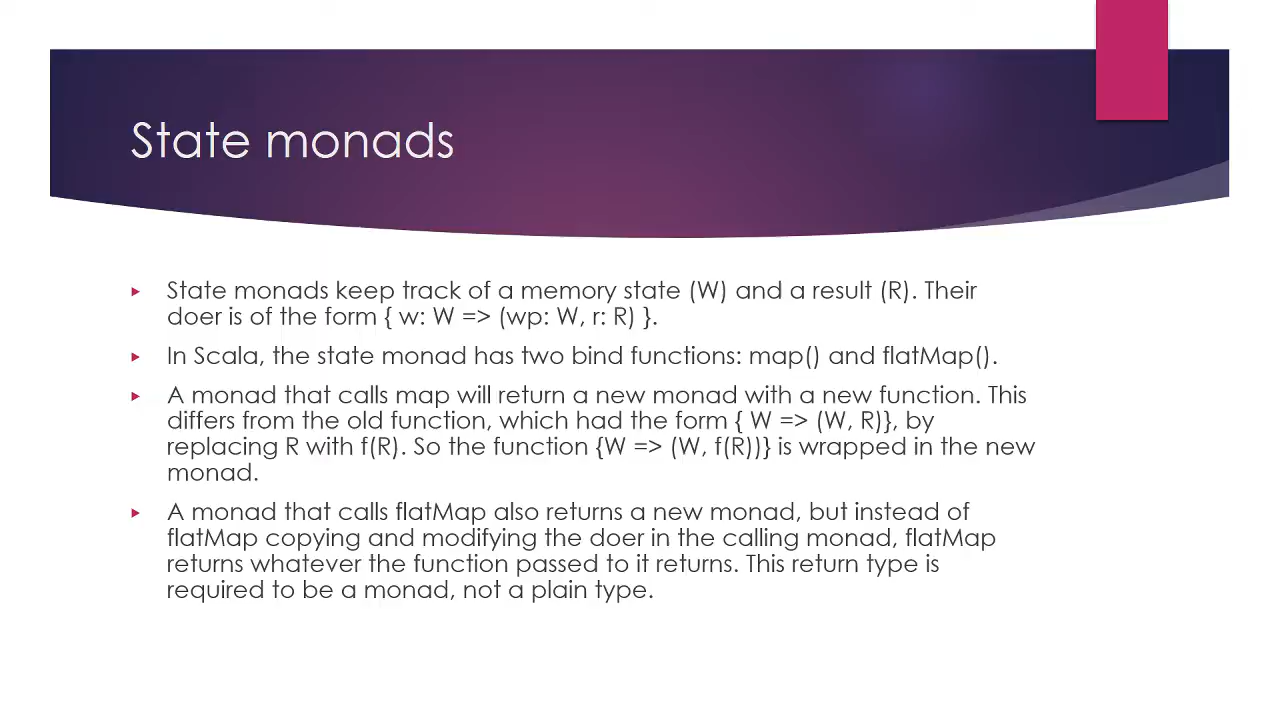 State monads
State monads keep track of a memory state (W) and a result (R). Their
doer is of the form { w: W => (wp: W, r: R) }.
In Scala, the state monad has two bind functions: map() and flatMap().
A monad that calls map will return a new monad with a new function. This
differs from the old function, which had the form { W => (W, R)}, by
replacing R with f(R). So the function {W => (W, f(R))} is wrapped in the new
monad.
A monad that calls flatMap also returns a new monad, but instead of
flatMap copying and modifying the doer in the calling monad, flatMap
returns whatever the function passed to it returns. This return type is
required to be a monad, not a plain type.